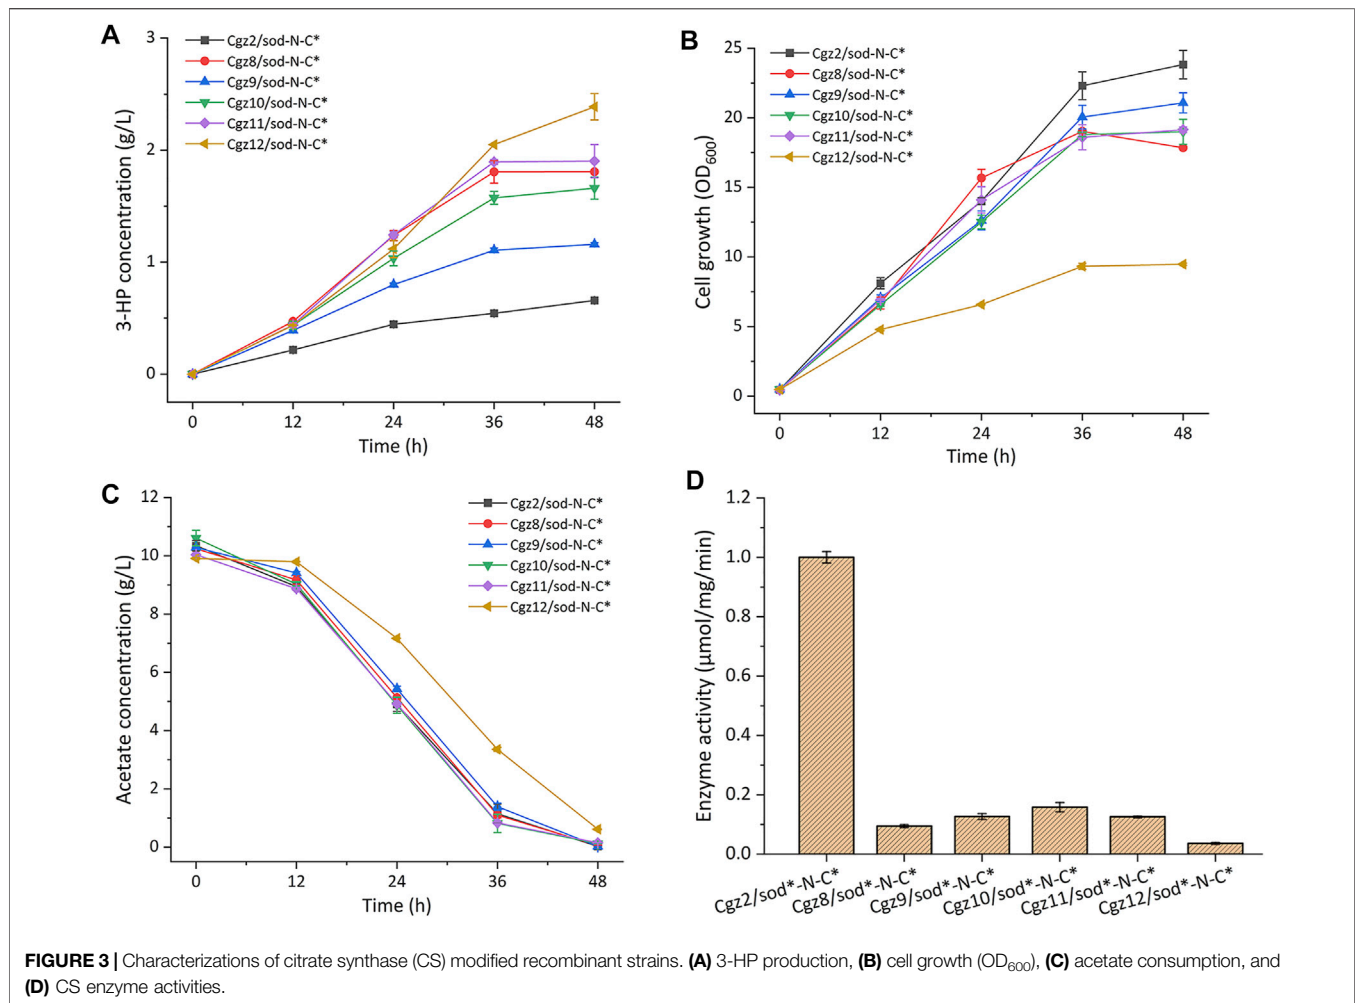 A
3-HP concentration (g/L)
3
2
1
0
Cgz2/sod-N-C*
Cgz8/sod-N-C*
Cgz9/sod-N-C*
Cgz10/sod-N-C*
Cgz11/sod-N-C*
Cgz12/sod-N-C*
0 12 24 36 48
Time (h)
B
Cell growth (OD600)
25
20
15
10
5
0
Cgz2/sod-N-C*
Cgz8/sod-N-C*
Cgz9/sod-N-C*
Cgz10/sod-N-C*
Cgz11/sod-N-C*
Cgz12/sod-N-C*
0 12 24 36 48
Time (h)
C
Acetate concentration (g/L)
12
10
8
6
4
2
0
Cgz2/sod-N-C*
Cgz8/sod-N-C*
Cgz9/sod-N-C*
Cgz10/sod-N-C*
Cgz11/sod-N-C*
Cgz12/sod-N-C*
0 12 24 36 48
Time (h)
D
Enzyme activity (μmol/mg/min)
1.2
1.0
0.8
0.6
0.4
0.2
0.0
Cgz2/sod*-N-C*
Cgz8/sod*-N-C*
Cgz9/sod*-N-C*
Cgz10/sod*-N-C*
Cgz11/sod*-N-C*
Cgz12/sod*-N-C*
FIGURE 3 | Characterizations of citrate synthase (CS) modified recombinant strains. (A) 3-HP production, (B) cell growth (OD600), (C) acetate consumption, and
(D) CS enzyme activities.